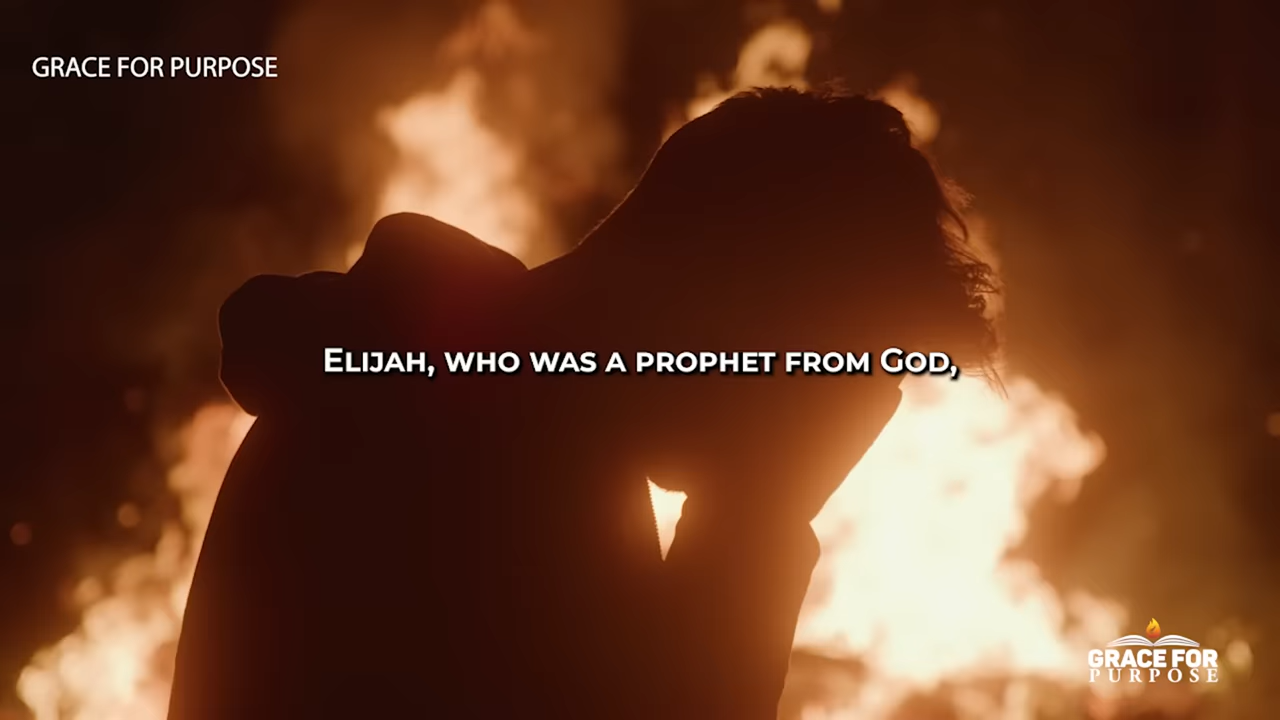 GRACE FOR PURPOSE
Elijah, who was a prophet from God,
GRACE FOR
PURPOSE